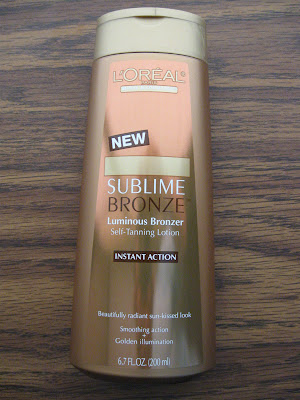 L'ORÉAL
PARIS
NEW
SUBLIME
BRONZE™
Luminous Bronzer
Self-Tanning Lotion
INSTANT ACTION
Beautifully radiant sun-kissed look
Smoothing action
+
Golden illumination
6.7 FL.OZ. (200 ml)